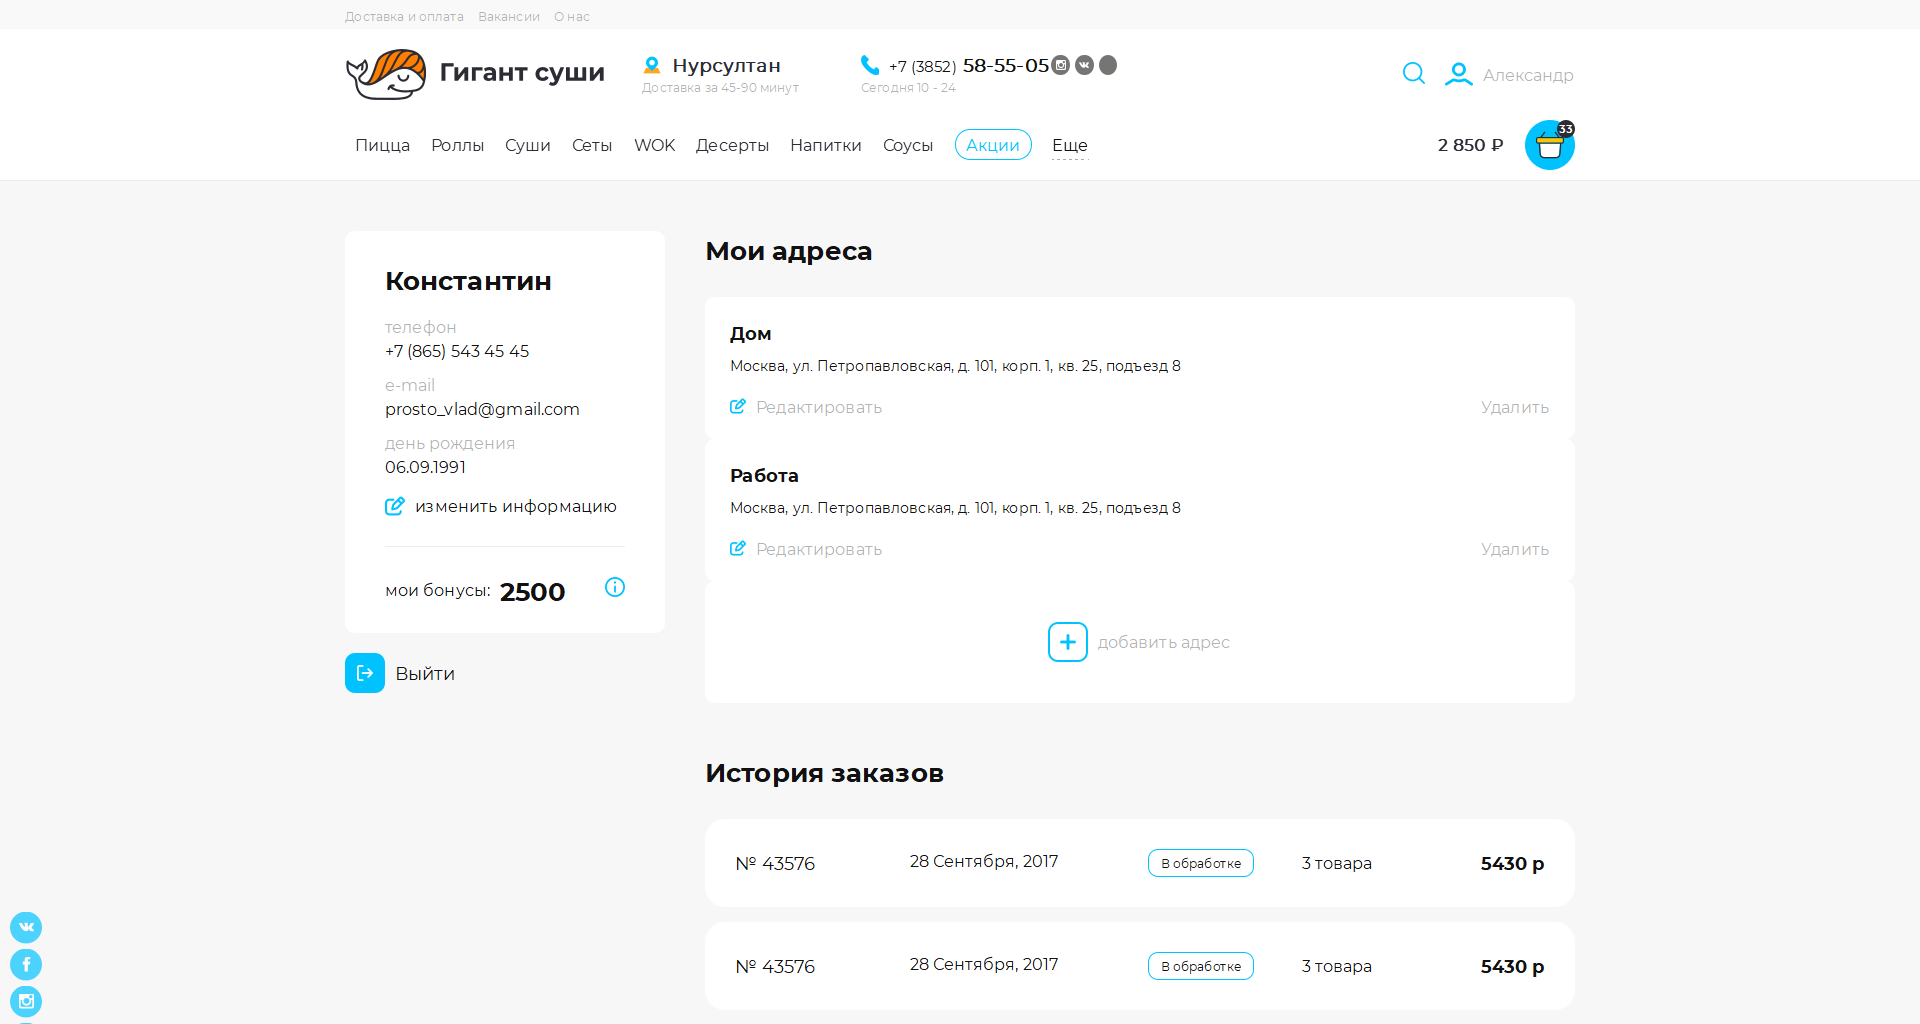 Доставка и оплата Вакансии О нас
Гигант суши
Нурсултан
Доставка за 45-90 минут
+7 (3852) 58-55-05
Сегодня 10 - 24
Александр
Пицца Роллы Суши Сеты WOK Десерты Напитки Соусы Акции Еще
2 850 ₽
33
Константин
телефон
+7 (865) 543 45 45
e-mail
prosto_vlad@gmail.com
день рождения
06.09.1991
изменить информацию
мои бонусы: 2500
Выйти
Мои адреса
Дом
Москва, ул. Петропавловская, д. 101, корп. 1, кв. 25, подъезд 8
Редактировать Удалить
Работа
Москва, ул. Петропавловская, д. 101, корп. 1, кв. 25, подъезд 8
Редактировать Удалить
добавить адрес
История заказов
№ 43576 28 Сентября, 2017 В обработке 3 товара 5430 р
№ 43576 28 Сентября, 2017 В обработке 3 товара 5430 р